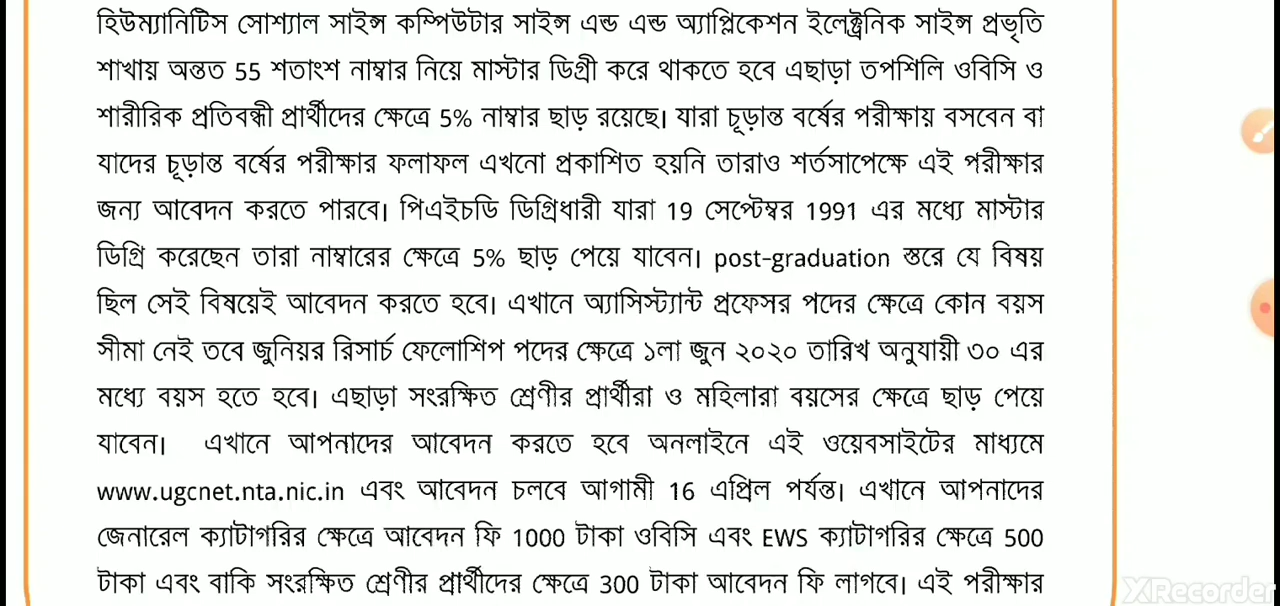 হিউম্যানিটিস সোশ্যাল সাইন্স কম্পিউটার সাইন্স এন্ড এন্ড অ্যাপ্লিকেশন ইলেক্ট্রনিক সাইন্স প্রভৃতি
শাখায় অন্তত 55 শতাংশ নাম্বার নিয়ে মাস্টার ডিগ্রী করে থাকতে হবে এছাড়া তপশিলি ওবিসি ও
শারীরিক প্রতিবন্ধী প্রার্থীদের ক্ষেত্রে 5% নাম্বার ছাড় রয়েছে। যারা চূড়ান্ত বর্ষের পরীক্ষায় বসবেন বা
যাদের চূড়ান্ত বর্ষের পরীক্ষার ফলাফল এখনো প্রকাশিত হয়নি তারাও শর্তসাপেক্ষে এই পরীক্ষার
জন্য আবেদন করতে পারবে। পিএইচডি ডিগ্রিধারী যারা 19 সেপ্টেম্বর 1991 এর মধ্যে মাস্টার
ডিগ্রি করেছেন তারা নাম্বারের ক্ষেত্রে 5% ছাড় পেয়ে যাবেন। post-graduation স্তরে যে বিষয়
ছিল সেই বিষয়েই আবেদন করতে হবে। এখানে অ্যাসিস্ট্যান্ট প্রফেসর পদের ক্ষেত্রে কোন বয়স
সীমা নেই তবে জুনিয়র রিসার্চ ফেলোশিপ পদের ক্ষেত্রে ১লা জুন ২০২০ তারিখ অনুযায়ী ৩০ এর
মধ্যে বয়স হতে হবে। এছাড়া সংরক্ষিত শ্রেণীর প্রার্থীরা ও মহিলারা বয়সের ক্ষেত্রে ছাড় পেয়ে
যাবেন। এখানে আপনাদের আবেদন করতে হবে অনলাইনে এই ওয়েবসাইটের মাধ্যমে
www.ugcnet.nta.nic.in এবং আবেদন চলবে আগামী 16 এপ্রিল পর্যন্ত। এখানে আপনাদের
জেনারেল ক্যাটাগরির ক্ষেত্রে আবেদন ফি 1000 টাকা ওবিসি এবং EWS ক্যাটাগরির ক্ষেত্রে 500
টাকা এবং বাকি সংরক্ষিত শ্রেণীর প্রার্থীদের ক্ষেত্রে 300 টাকা আবেদন ফি লাগবে। এই পরীক্ষার
XRecorder